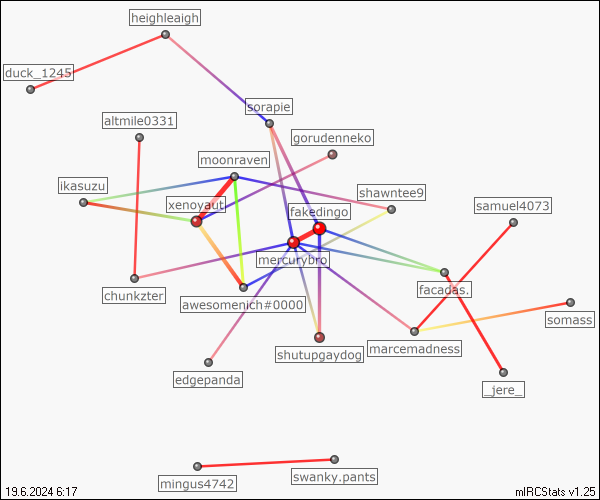 heighleaigh
duck_1245
sorapie
altmile0331
gorudenneko
moonraven
ikasuzu
shawntee9
xenoyaut
samuel4073
fakedingo
mercurybro
facadas.
chunkzter
awesomenich#0000
somass
marcemadness
shutupgaydog
edgepanda
_jere_
swanky.pants
mingus4742
19.6.2024 6:17
mIRCStats v1.25